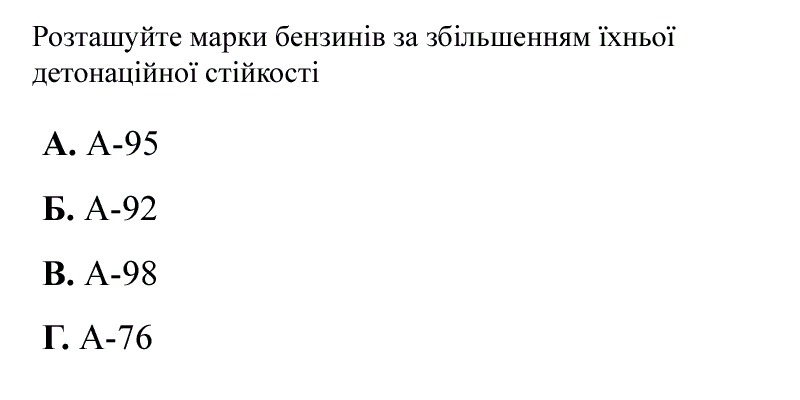 Розташуйте марки бензинів за збільшенням їхньої
детонаційної стійкості
А. А-95
Б. А-92
В. А-98
Г. А-76